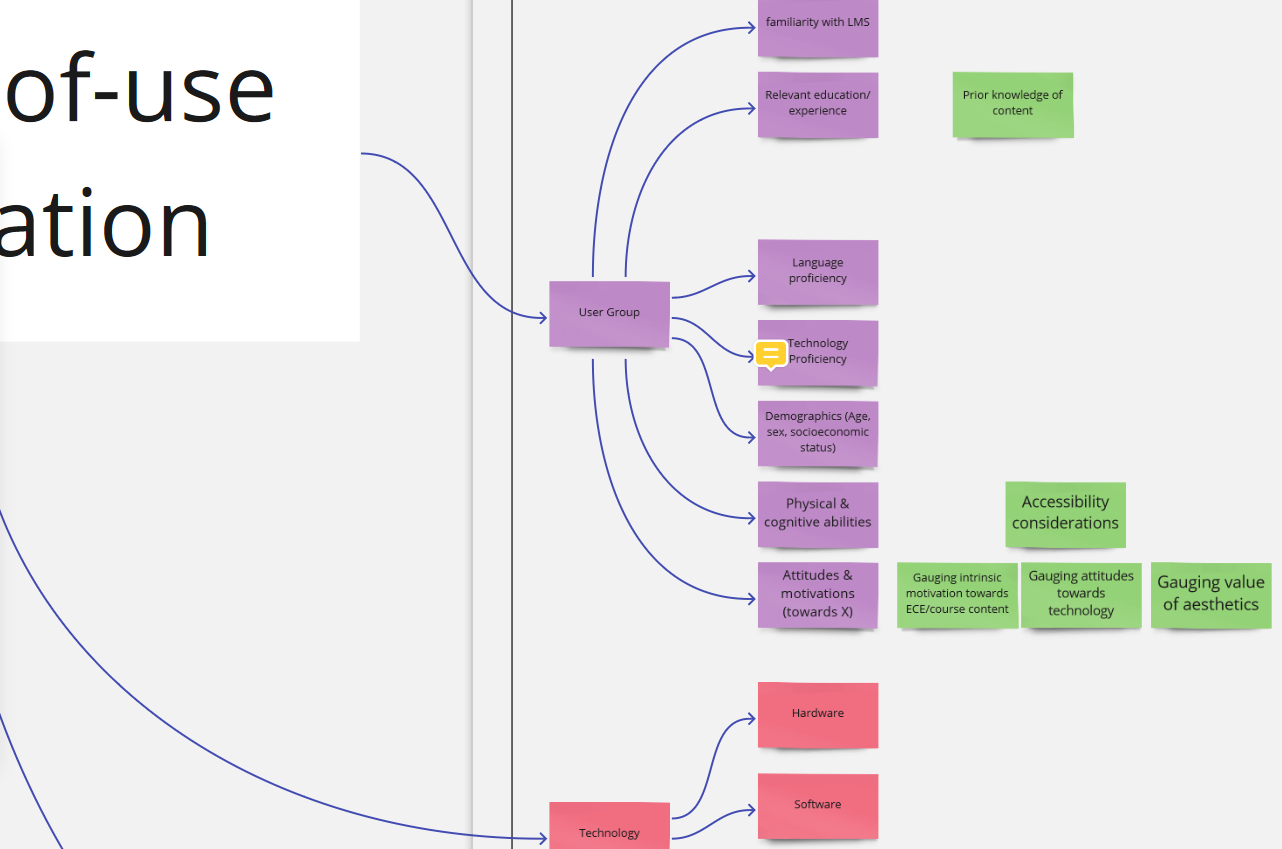 of-use
ation
familiarity with LMS
Relevant education/
experience
Prior knowledge of
content
Language
proficiency
User Group
Technology
Proficiency
Demographics (Age,
sex, socioeconomic
status)
Physical &
cognitive abilities
Accessibility
considerations
Attitudes &
motivations
(towards X)
Gauging intrinsic
motivation towards
ECE/course content
Gauging attitudes
towards
technology
Gauging value
of aesthetics
Hardware
Software
Technology